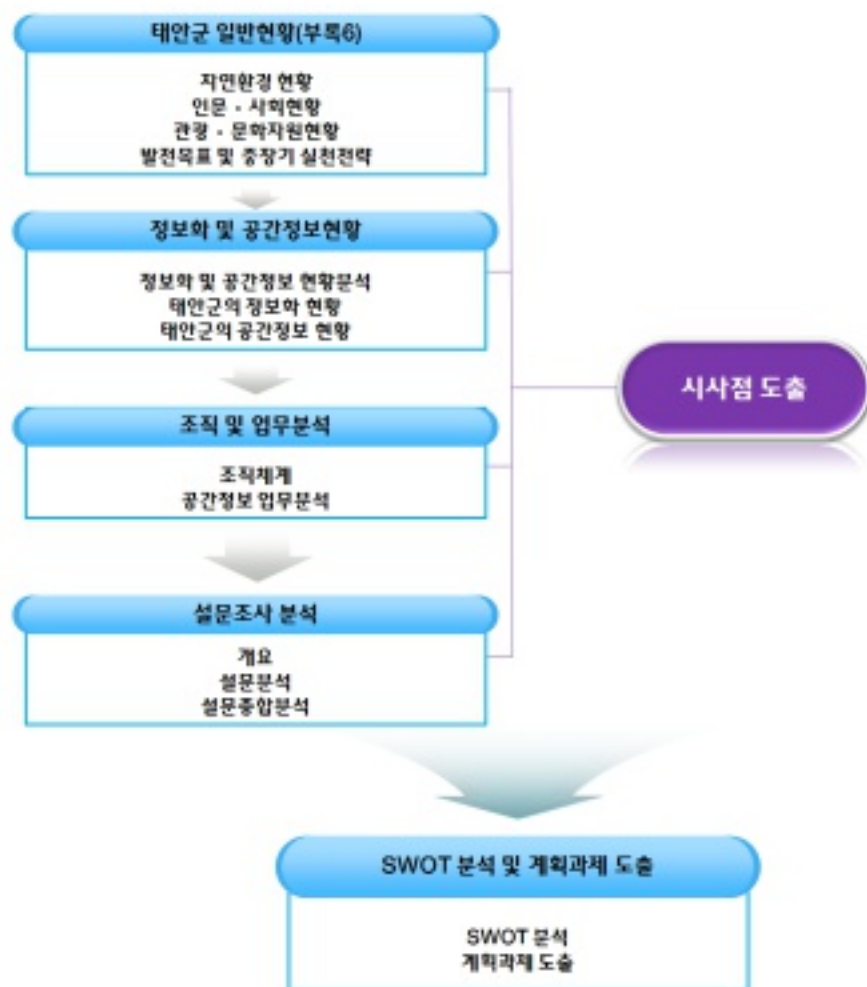 태안군 일반현황(부록6)
자연환경 현황
인문·사회현황
관광·문화자원현황
발전목표 및 중장기 실천전략
정보화 및 공간정보현황
정보화 및 공간정보 현황분석
태안군의 정보화 현황
태안군의 공간정보 현황
시사점 도출
조직 및 업무분석
조직체계
공간정보 업무분석
설문조사 분석
개요
설문분석
설문종합분석
SWOT 분석 및 계획과제 도출
SWOT 분석
계획과제 도출